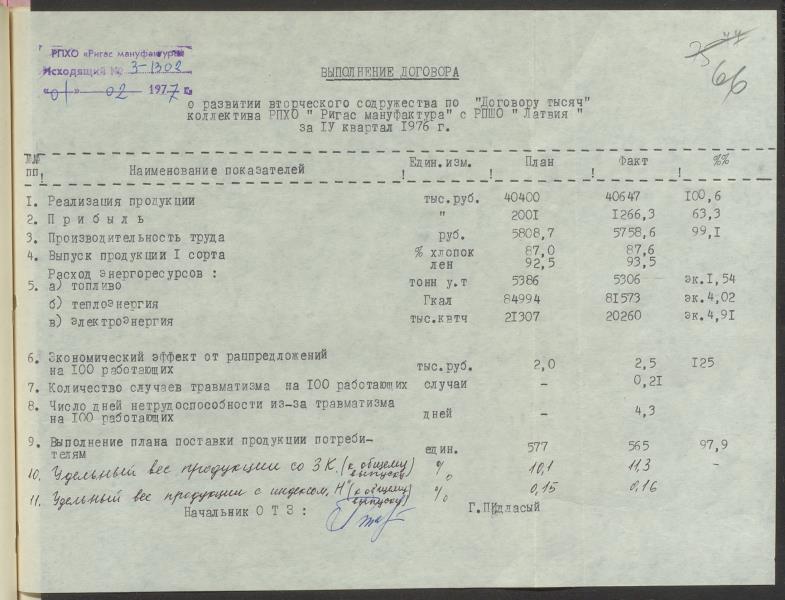 РПХО «Ригас мануфактура»
Исходящий № 3-1302
«01» 02 1977 г.
75 44
66
ВЫПОЛНЕНИЕ ДОГОВОРА
о развитии вторческого содружества по "Договору тысяч"
коллектива РПХО " Ригас мануфактура" с РПШО " Латвия "
за IУ квартал I976 г.
№№ пп. ! Наименование показателей ! Един.изм. ! План ! Факт ! %%
I. Реализация продукции тыс.руб. 40400 40647 I00,6
2. П р и б ы л ь " 200I I266,3 63,3
3. Производительность труда руб. 5808,7 5758,6 99,I
4. Выпуск продукции I сорта % хлопок 87,0 87,6
лен 92,5 93,5
Расход энергоресурсов :
5. а) топливо тонн у.т 5386 5306 эк.I,54
б) теплоэнергия Гкал 84994 8I573 эк.4,02
в) электроэнергия тыс.квтч 2I307 20260 эк.4,9I
6. Экономический эффект от рацпредложений
на I00 работающих тыс.руб. 2,0 2,5 I25
7. Количество случаев травматизма на I00 работающих случаи – 0,2I
8. Число дней нетрудоспособности из-за травматизма
на I00 работающих дней – 4,3
9. Выполнение плана поставки продукции потреби-
телям един. 577 565 97,9
10. Удельный вес продукции со З К. (к общему выпуску) % 10,1 11,3 –
11. Удельный вес продукции с индексом „Н" (к общему выпуску) % 0,15 0,16
Начальник О Т З : Г.ПИдласый